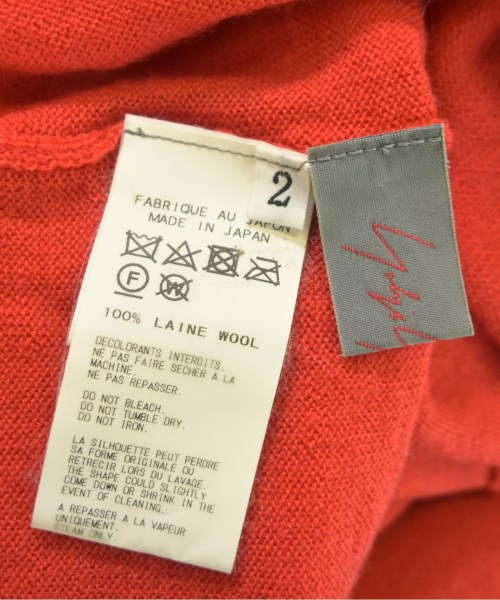 2
FABRIQUE AU JAPON
MADE IN JAPAN
F W
100% LAINE WOOL
DECOLORANTS INTERDITS.
NE PAS FAIRE SECHER A LA
MACHINE.
NE PAS REPASSER.
DO NOT BLEACH.
DO NOT TUMBLE DRY.
DO NOT IRON.
LA SILHOUETTE PEUT PERDRE
SA FORME ORIGINALE OU
RETRECIR LORS DU LAVAGE.
THE SHAPE COULD SLIGHTLY
COME DOWN OR SHRINK IN THE
EVENT OF CLEANING.
A REPASSER A LA VAPEUR
UNIQUEMENT.
STEAM ONLY.